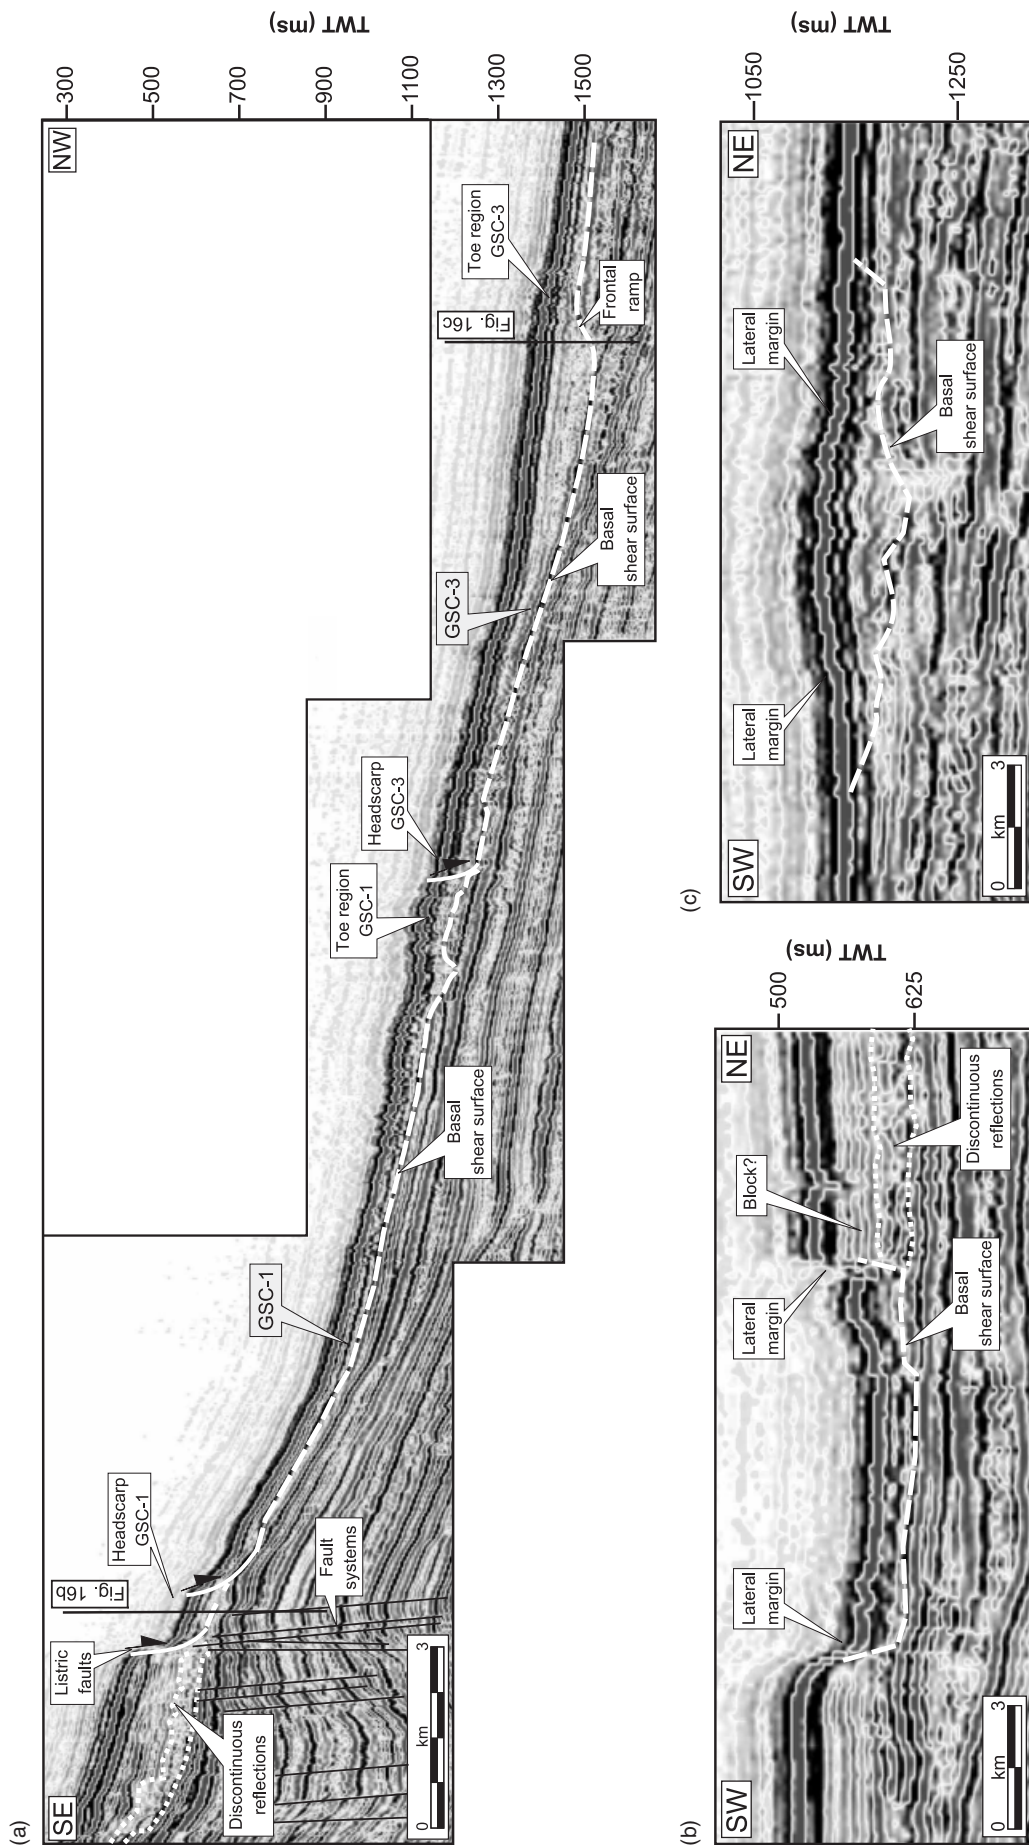 (a)
SE
NW
TWT (ms)
300
500
700
900
1100
1300
1500
Listric
faults
Fig. 16b
Headscarp
GSC-1
GSC-1
Discontinuous
reflections
Fault
systems
Basal
shear surface
Toe region
GSC-1
Headscarp
GSC-3
GSC-3
Basal
shear surface
Fig. 16c
Toe region
GSC-3
Frontal
ramp
0
km
3
(b)
SW
NE
TWT (ms)
500
625
Lateral
margin
Lateral
margin
Block?
Basal
shear surface
Discontinuous
reflections
0
km
3
(c)
SW
NE
TWT (ms)
1050
1250
Lateral
margin
Lateral
margin
Basal
shear surface
0
km
3